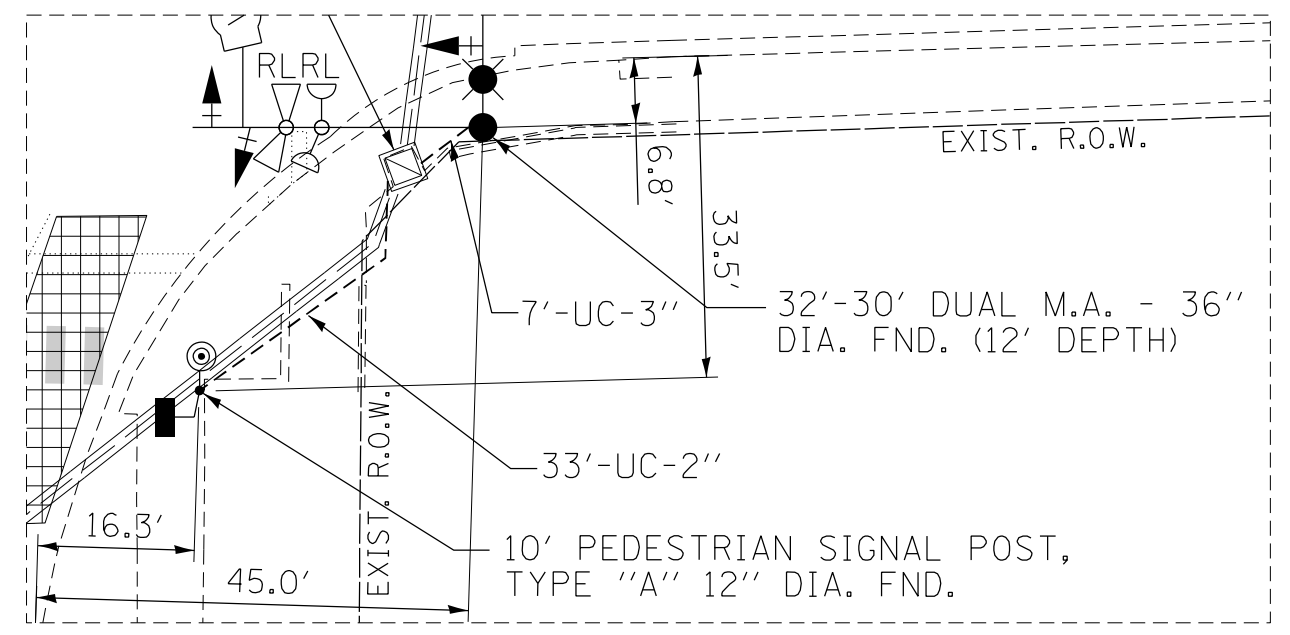 RLRL
EXIST. R.O.W.
6.8'
33.5'
7'-UC-3"
32'-30' DUAL M.A. - 36"
DIA. FND. (12' DEPTH)
EXIST. R.O.W.
33'-UC-2"
16.3'
10' PEDESTRIAN SIGNAL POST,
TYPE "A" 12" DIA. FND.
45.0'